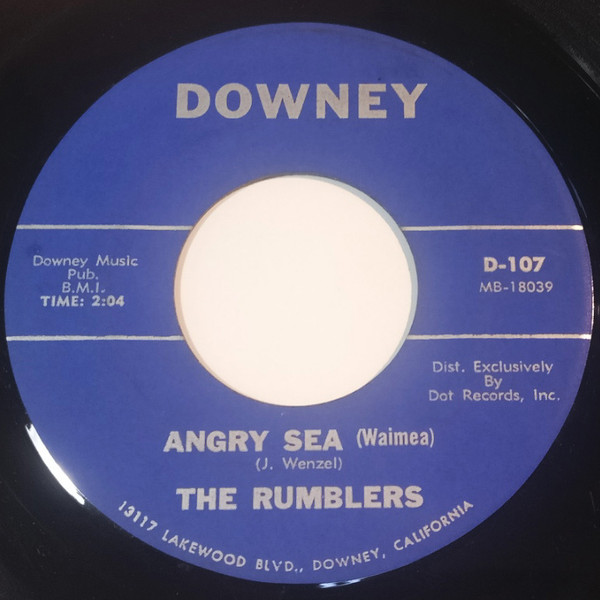 DOWNEY
Downey Music
Pub.
B.M.I.
TIME: 2:04
D-107
MB-18039
Dist. Exclusively
By
Dot Records, Inc.
ANGRY SEA (Waimea)
(J. Wenzel)
THE RUMBLERS
13117 LAKEWOOD BLVD., DOWNEY, CALIFORNIA